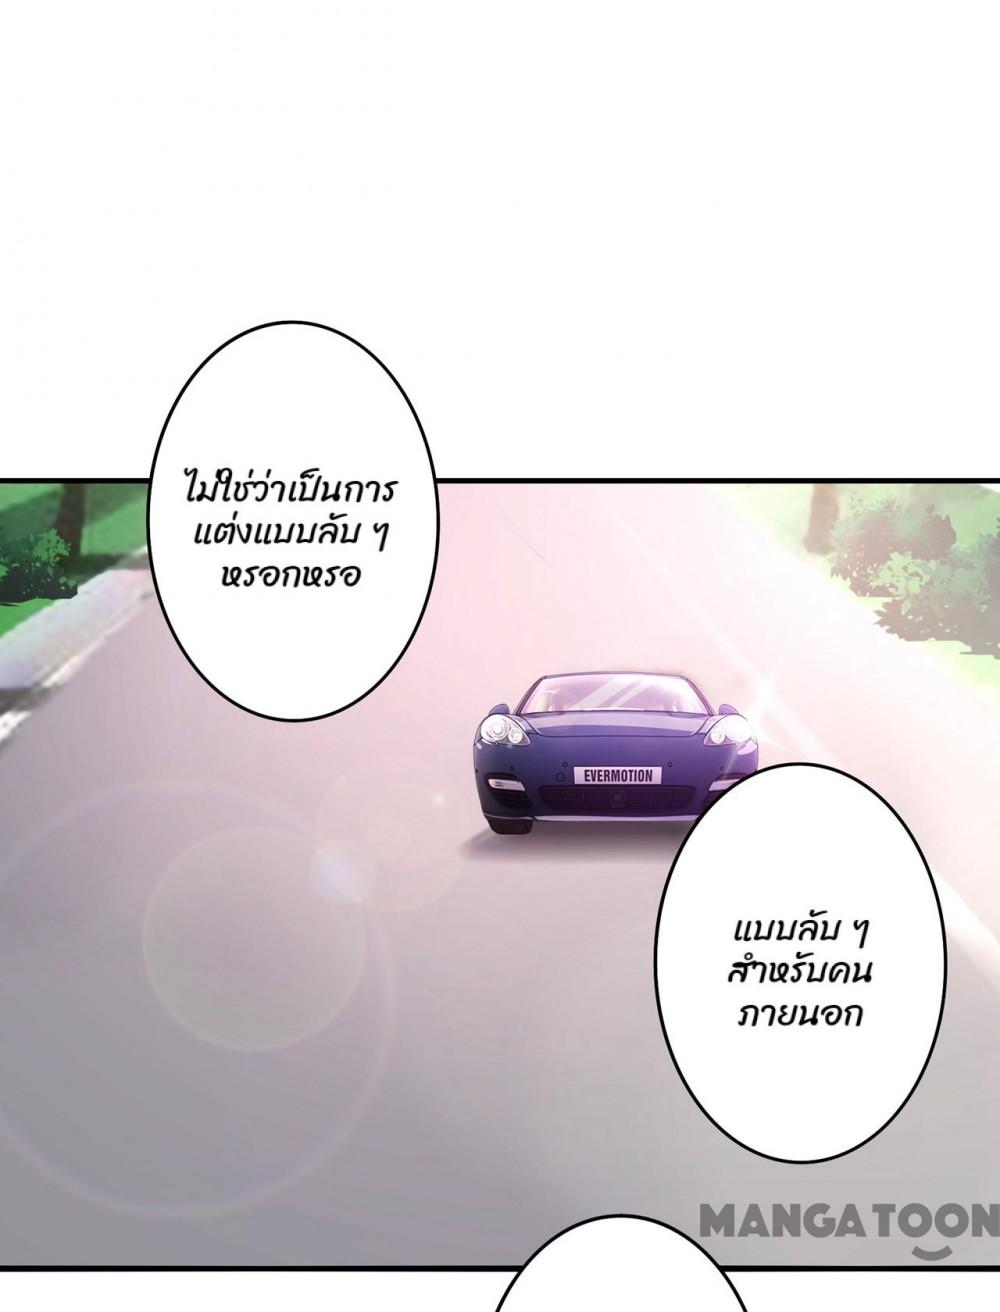 ไม่ใช่ว่าเป็นการ
แต่งแบบลับ ๆ
หรอกหรอ
EVERMOTION
แบบลับ ๆ
สำหรับคน
ภายนอก
MANGATOON